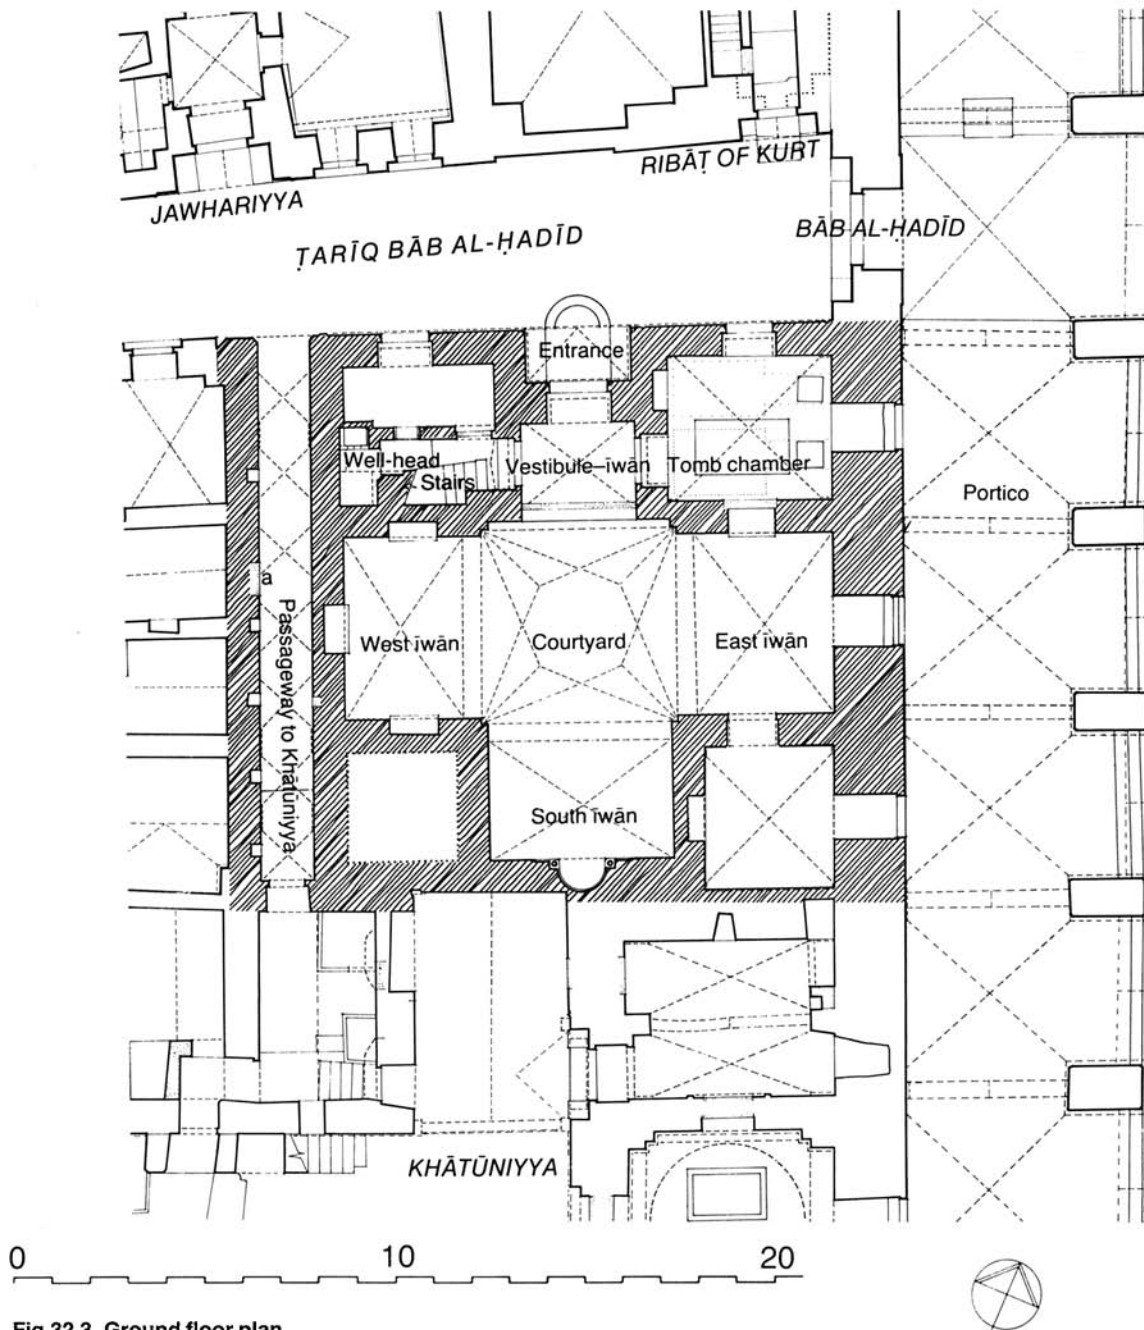 JAWHARIYYA
RIBĀṬ OF KURT
ṬARĪQ BĀB AL-ḤADĪD
BĀB AL-ḤADĪD
Entrance
Well-head
Stairs
Vestibule–īwān
Tomb chamber
Portico
a
Passageway to Khātūniyya
West īwān
Courtyard
East īwān
South īwān
KHĀTŪNIYYA
0 10 20
Fig.32.3 Ground floor plan